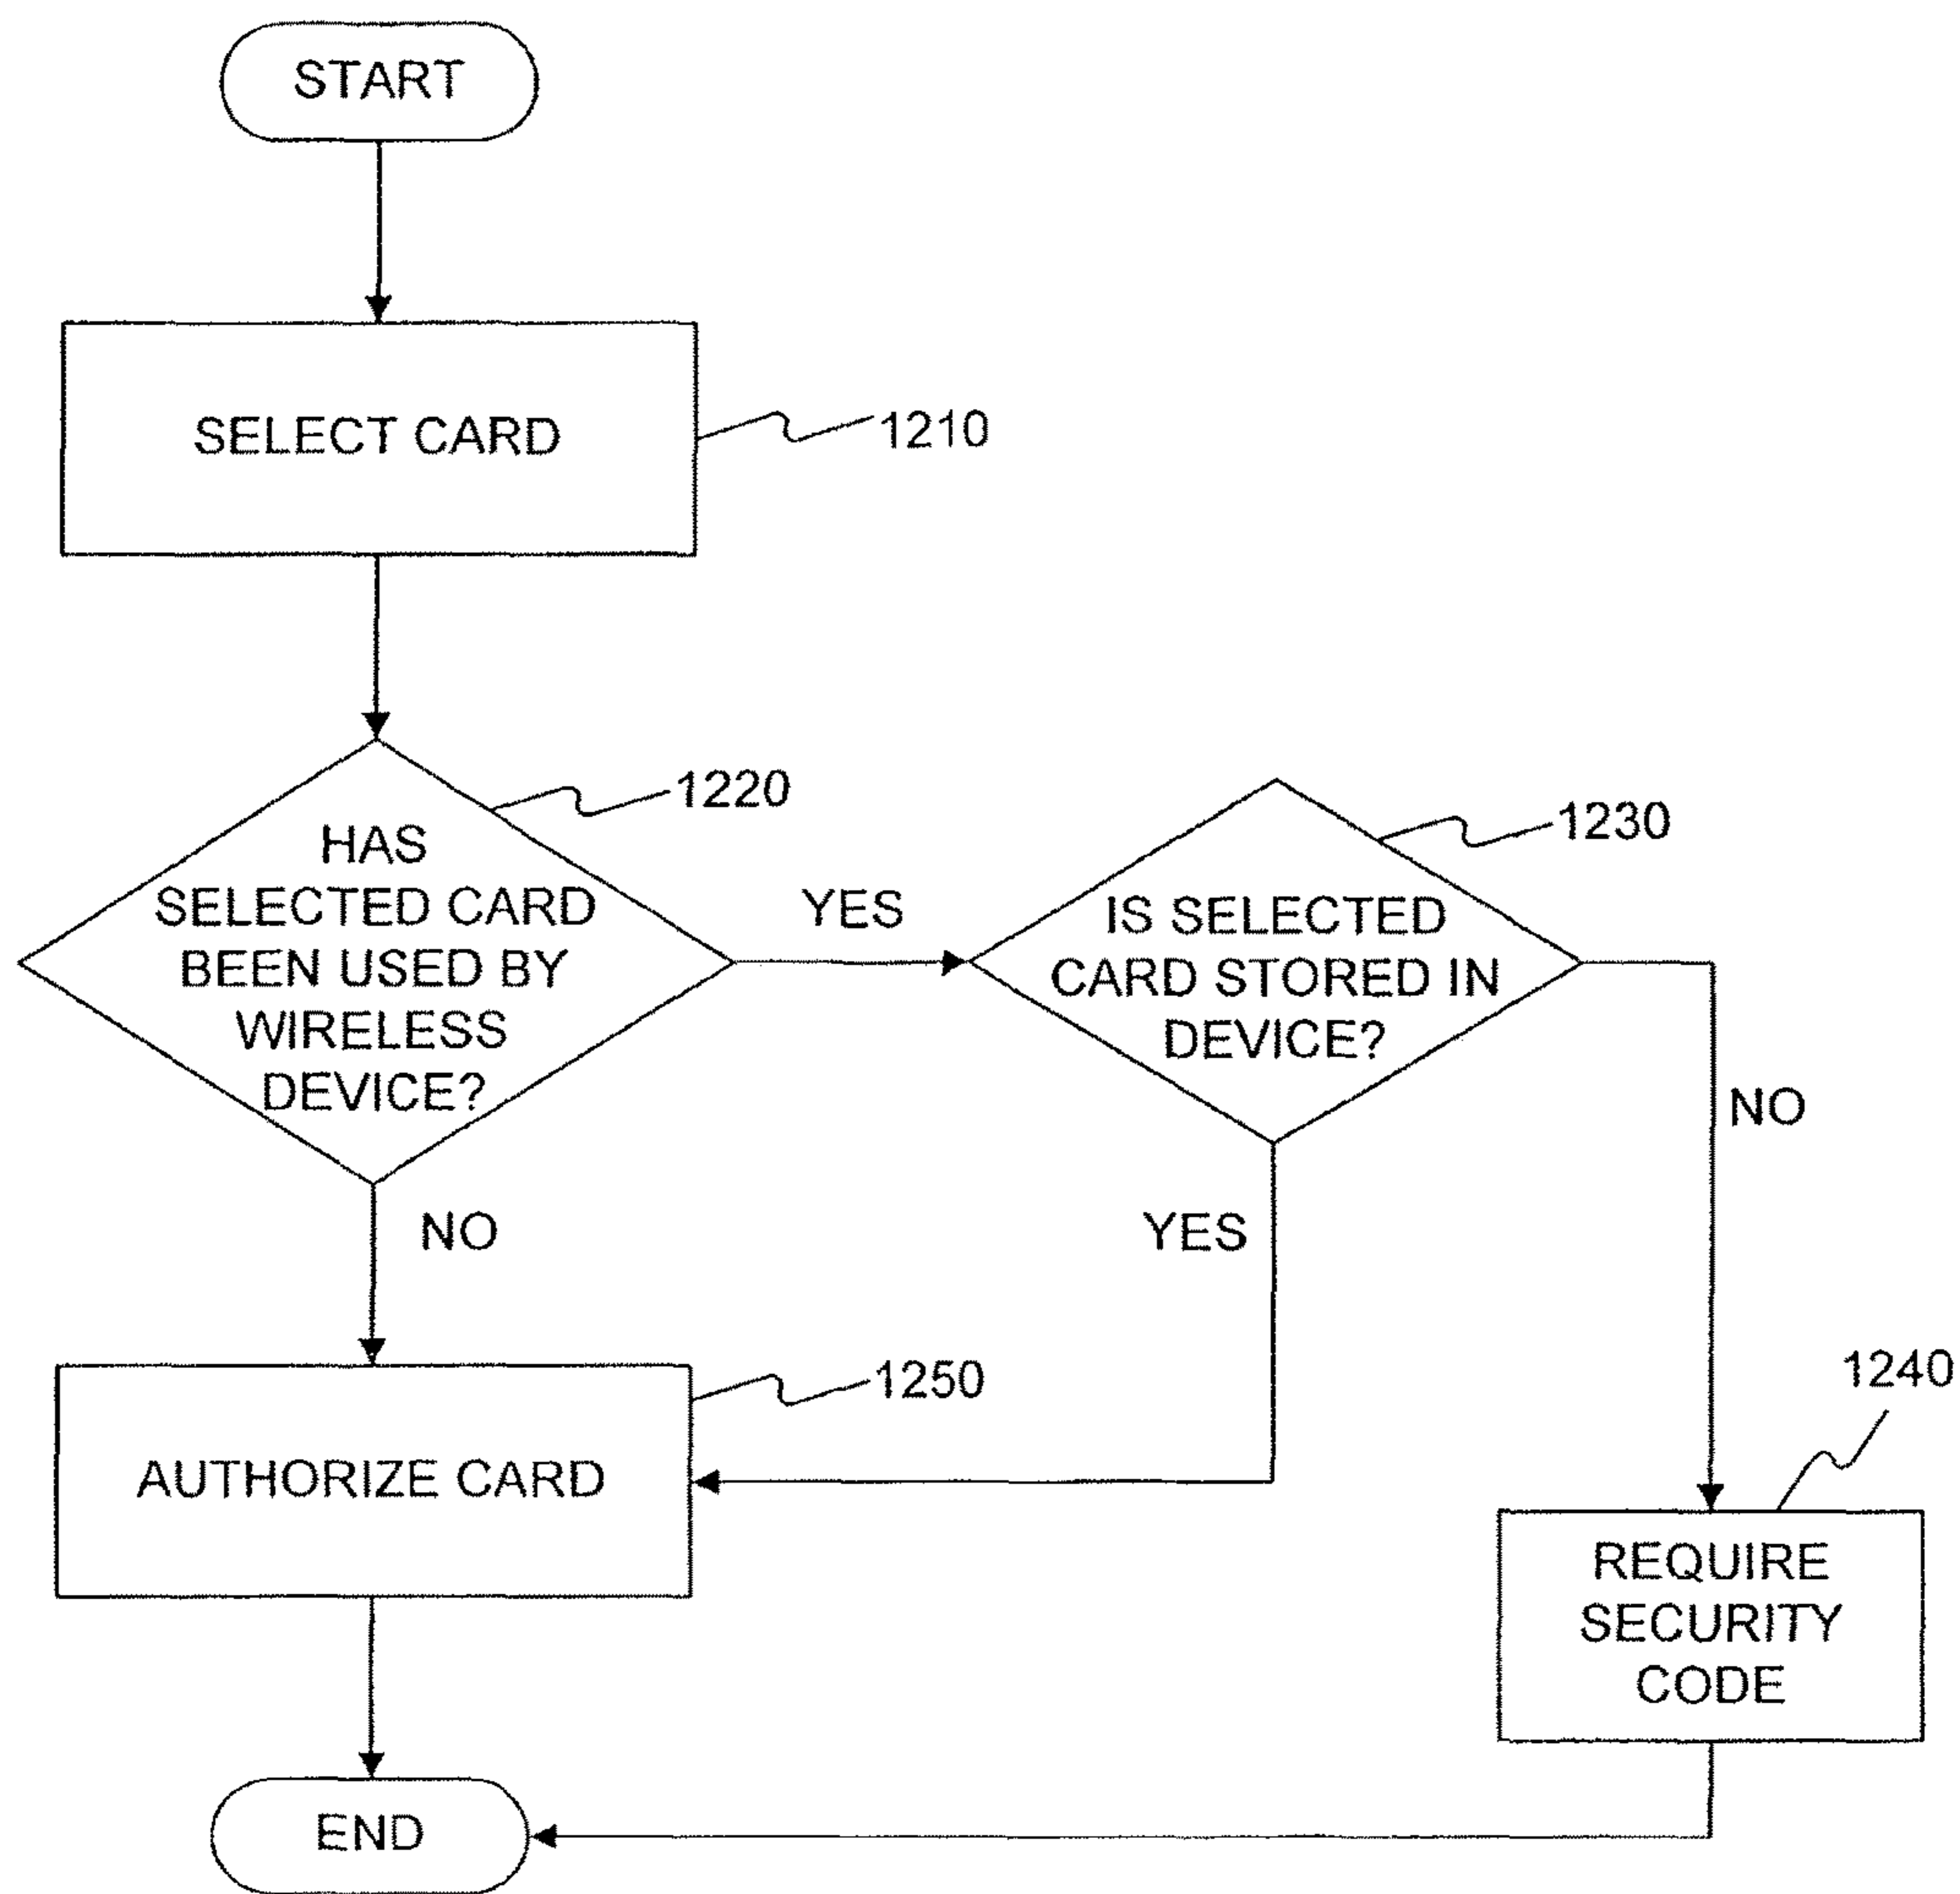 START
SELECT CARD
1210
1220
HAS
SELECTED CARD
BEEN USED BY
WIRELESS
DEVICE?
YES
1230
IS SELECTED
CARD STORED IN
DEVICE?
NO
NO
YES
1250
AUTHORIZE CARD
1240
REQUIRE
SECURITY
CODE
END